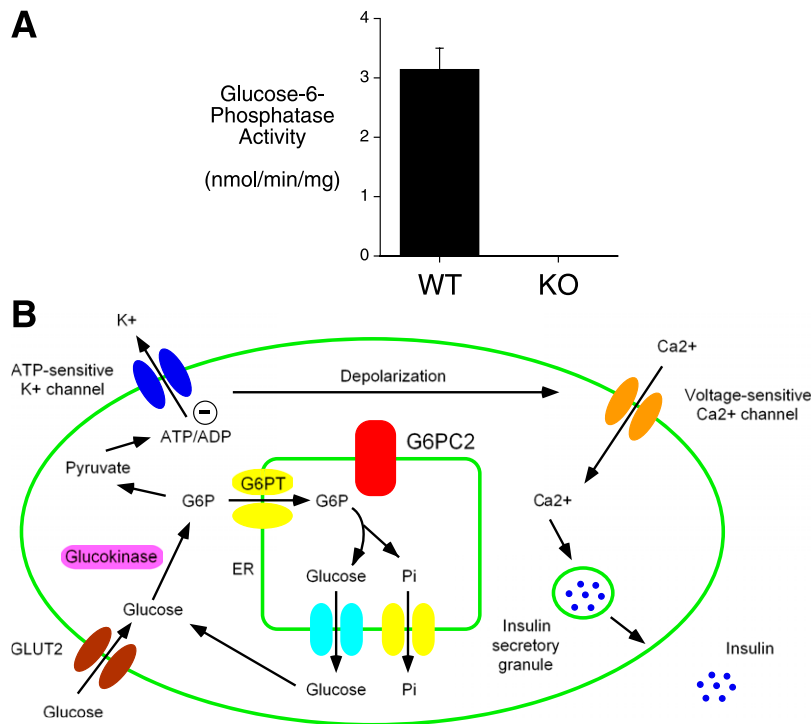 A
Glucose-6-
Phosphatase
Activity
(nmol/min/mg)
4
3
2
1
0
WT KO
B
K+
ATP-sensitive
K+ channel
Depolarization
Ca2+
Voltage-sensitive
Ca2+ channel
ATP/ADP
G6PC2
Pyruvate
G6PT
G6P
G6P
Ca2+
Glucokinase
ER
Glucose Pi
Glucose
GLUT2
Insulin
secretory
granule
Insulin
Glucose Pi
Glucose